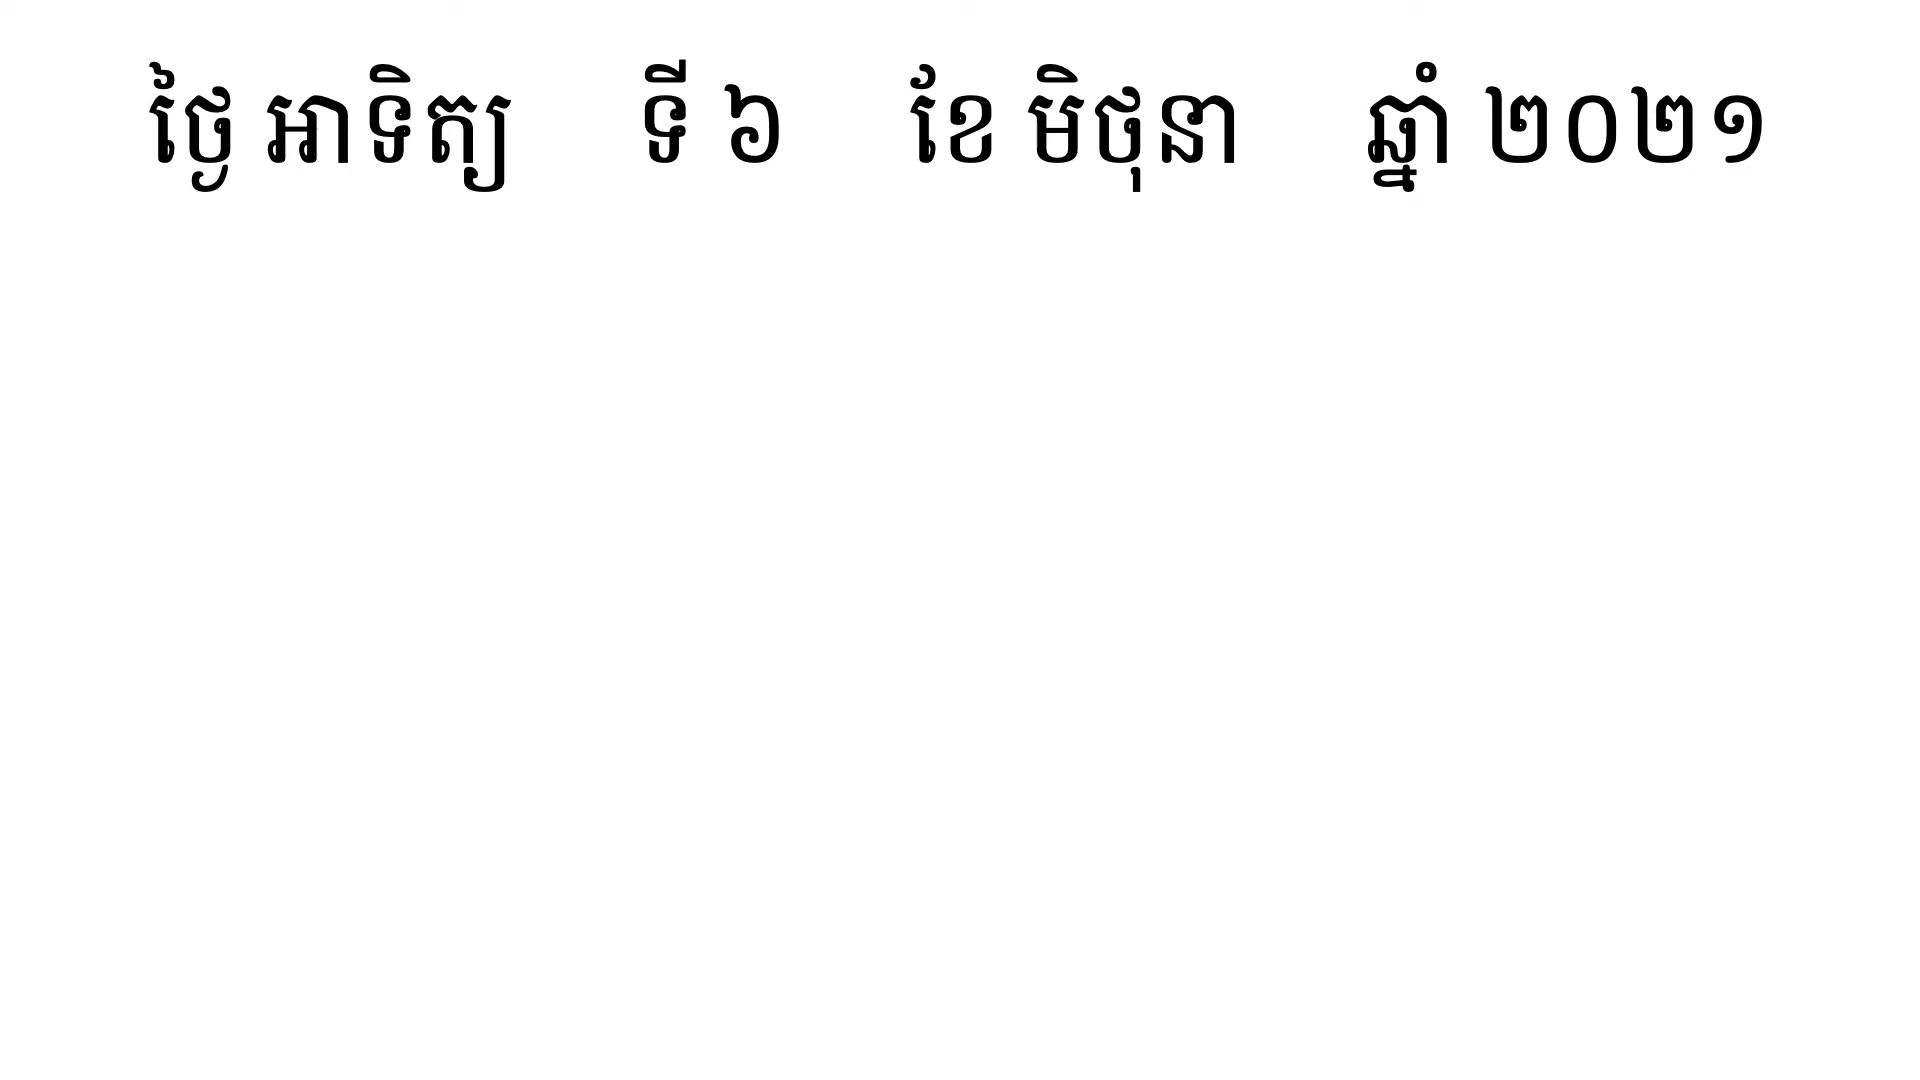 ថ្ងៃ អាទិត្យ ទី ៦ ខែ មិថុនា ឆ្នាំ ២០២១